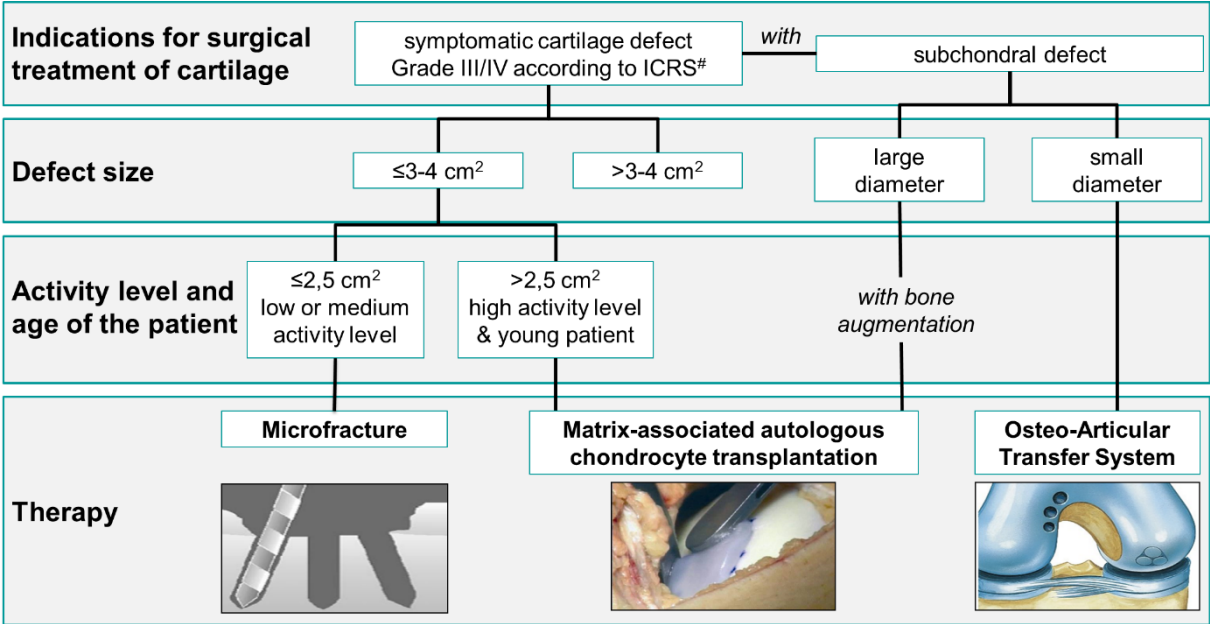 Indications for surgical
treatment of cartilage
symptomatic cartilage defect
Grade III/IV according to ICRS#
with
subchondral defect
Defect size
≤3-4 cm²
>3-4 cm²
large
diameter
small
diameter
Activity level and
age of the patient
≤2,5 cm²
low or medium
activity level
>2,5 cm²
high activity level
& young patient
with bone
augmentation
Therapy
Microfracture
Matrix-associated autologous
chondrocyte transplantation
Osteo-Articular
Transfer System